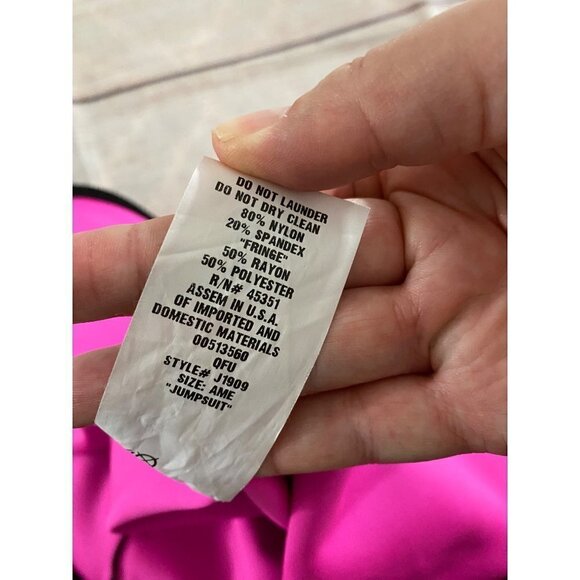 DO NOT LAUNDER
DO NOT DRY CLEAN
80% NYLON
20% SPANDEX
"FRINGE"
50% RAYON
50% POLYESTER
R/N# 45351
ASSEM IN U.S.A.
OF IMPORTED AND
DOMESTIC MATERIALS
00513560
QFU
STYLE# J1909
SIZE: AME
"JUMPSUIT"